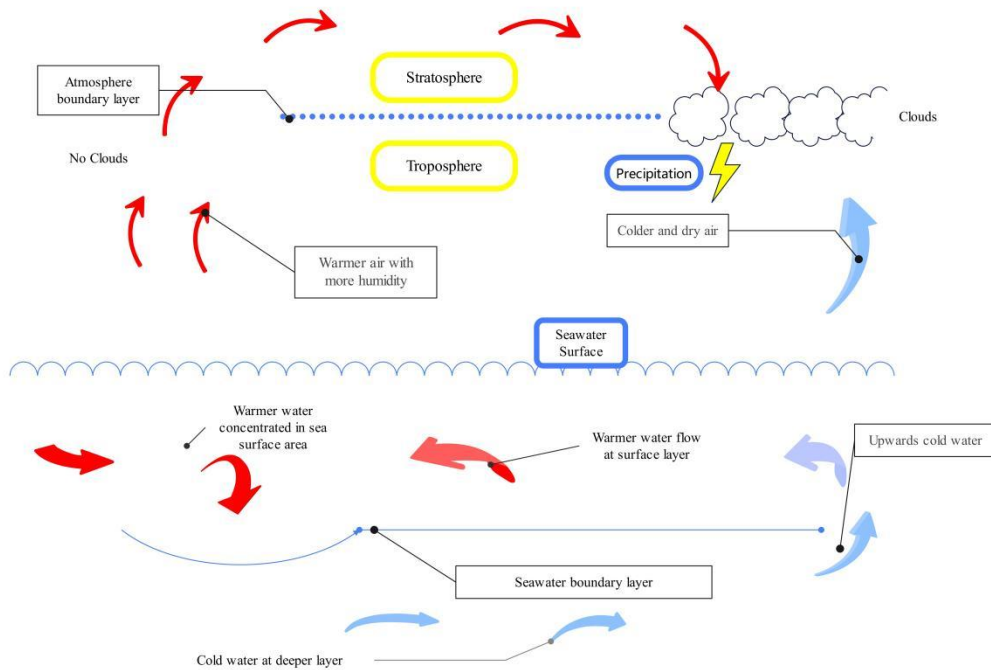 Stratosphere
Atmosphere
boundary layer
Clouds
No Clouds
Troposphere
Precipitation
Colder and dry air
Warmer air with
more humidity
Seawater
Surface
Warmer water
concentrated in sea
surface area
Warmer water flow
at surface layer
Upwards cold water
Seawater boundary layer
Cold water at deeper layer